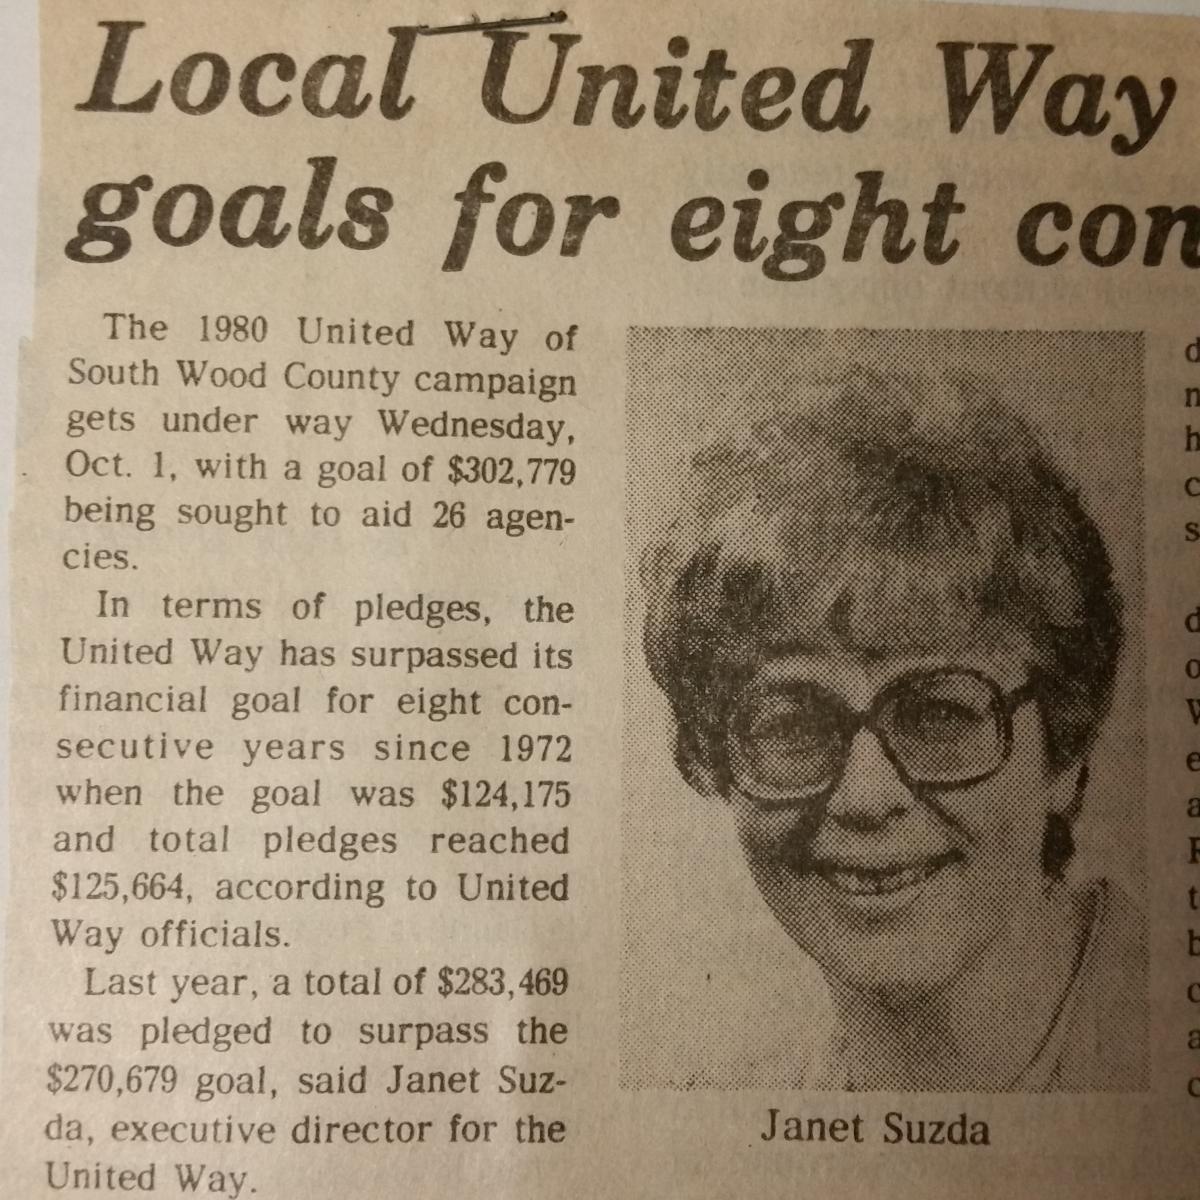 Local United Way
goals for eight con
The 1980 United Way of
South Wood County campaign
gets under way Wednesday,
Oct. 1, with a goal of $302,779
being sought to aid 26 agen-
cies.
In terms of pledges, the
United Way has surpassed its
financial goal for eight con-
secutive years since 1972
when the goal was $124,175
and total pledges reached
$125,664, according to United
Way officials.
Last year, a total of $283,469
was pledged to surpass the
$270,679 goal, said Janet Suz-
da, executive director for the
United Way.
Janet Suzda
d
n
h
c
s
d
o
W
e
a
R
t
b
c
a
c